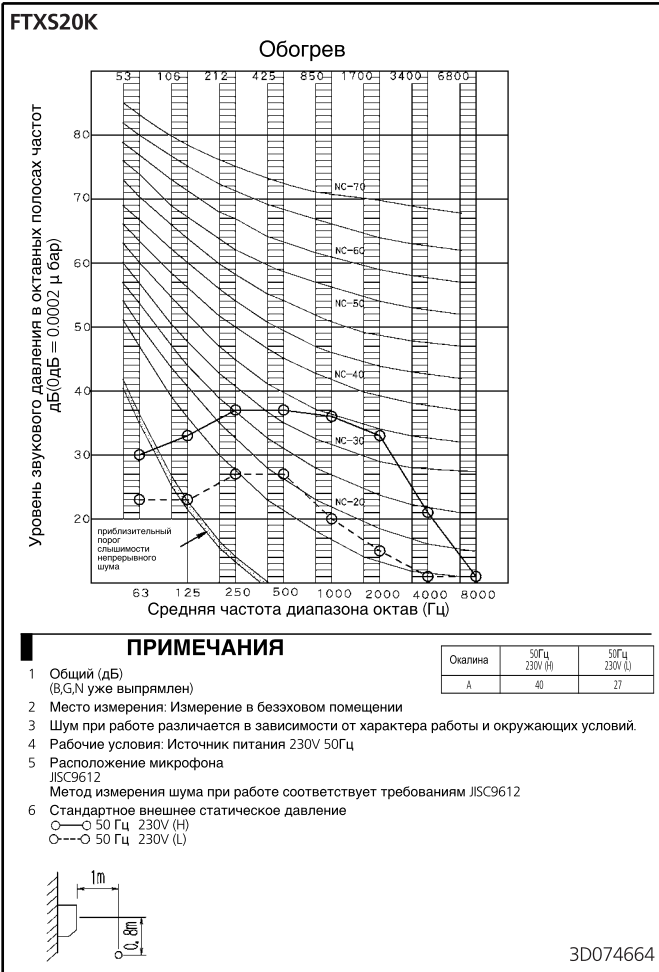 FTXS20K
Обогрев
53 106 212 425 850 1700 3400 6800
Уровень звукового давления в октавных полосах частот
дБ(0дБ = 0.0002 µ бар)
80
70
60
50
40
30
20
NC-70
NC-60
NC-50
NC-40
NC-30
NC-20
приблизительный
порог
слышимости
непрерывного
шума
63 125 250 500 1000 2000 4000 8000
Средняя частота диапазона октав (Гц)
ПРИМЕЧАНИЯ
Окалина 50Гц 230V (H) 50Гц 230V (L)
A 40 27
1 Общий (дБ)
(B,G,N уже выпрямлен)
2 Место измерения: Измерение в безэховом помещении
3 Шум при работе различается в зависимости от характера работы и окружающих условий.
4 Рабочие условия: Источник питания 230V 50Гц
5 Расположение микрофона
JISC9612
Метод измерения шума при работе соответствует требованиям JISC9612
6 Стандартное внешнее статическое давление
50 Гц 230V (H)
50 Гц 230V (L)
1m
0.8m
3D074664